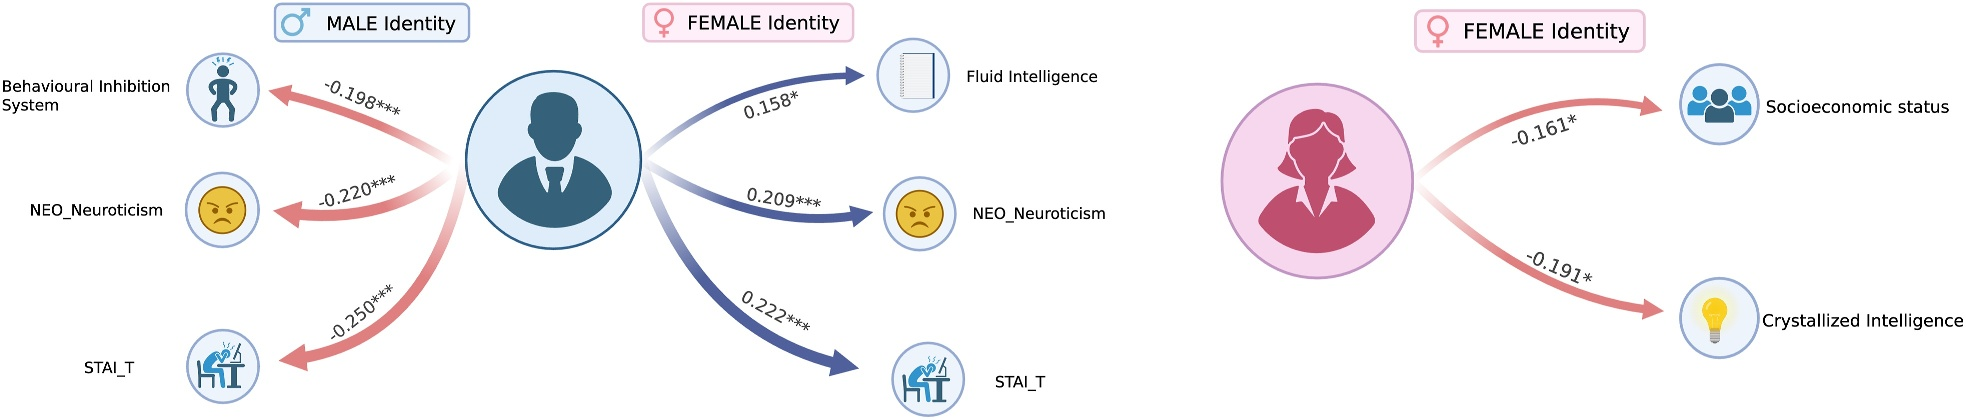 MALE Identity
FEMALE Identity
FEMALE Identity
Behavioural Inhibition
System
-0.198***
NEO_Neuroticism
-0.220***
STAI_T
-0.250***
0.158*
Fluid Intelligence
0.209***
NEO_Neuroticism
0.222***
STAI_T
-0.161*
Socioeconomic status
-0.191*
Crystallized Intelligence